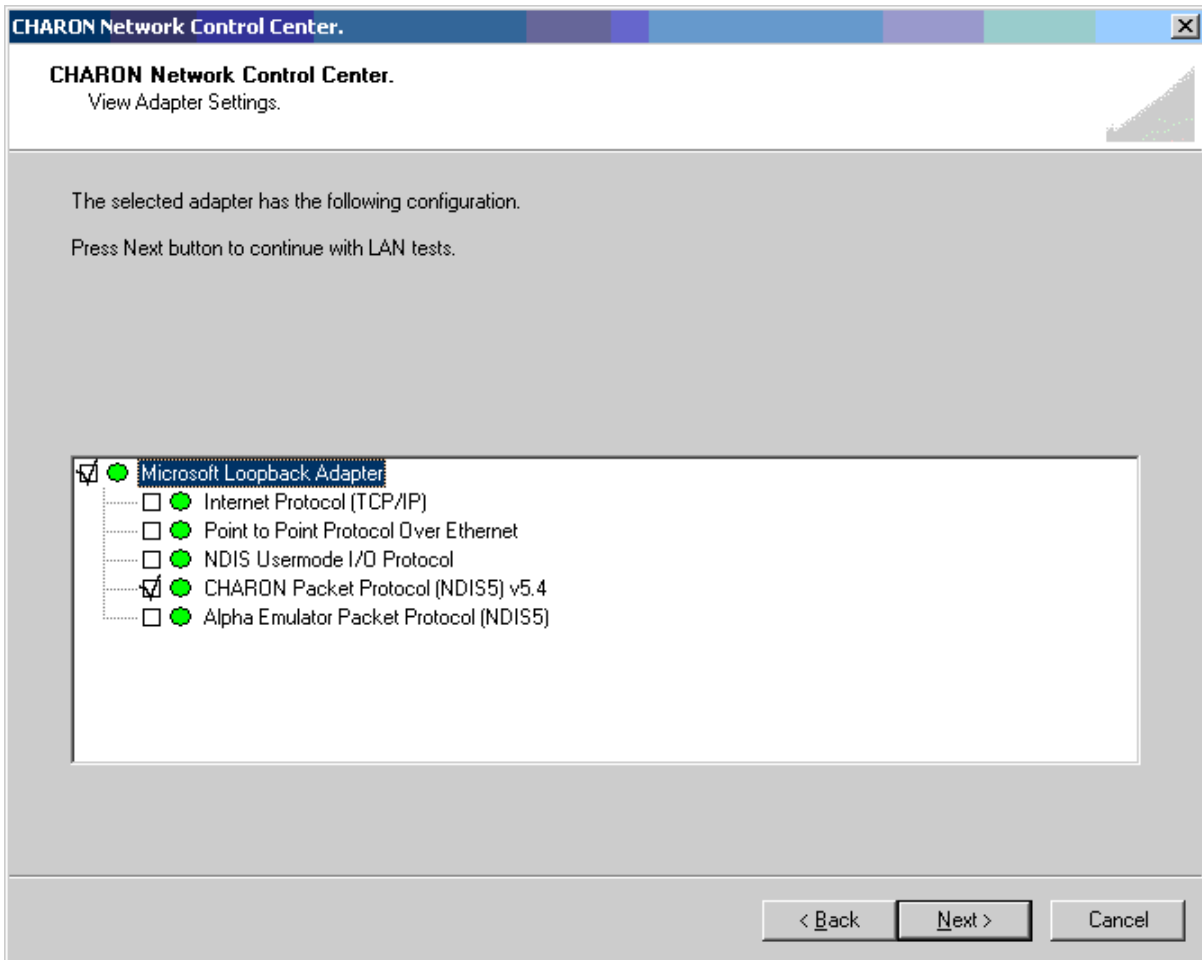 CHARON Network Control Center.
CHARON Network Control Center.
View Adapter Settings.
The selected adapter has the following configuration.
Press Next button to continue with LAN tests.
Microsoft Loopback Adapter
Internet Protocol (TCP/IP)
Point to Point Protocol Over Ethernet
NDIS Usermode I/O Protocol
CHARON Packet Protocol (NDIS5) v5.4
Alpha Emulator Packet Protocol (NDIS5)
< Back Next > Cancel